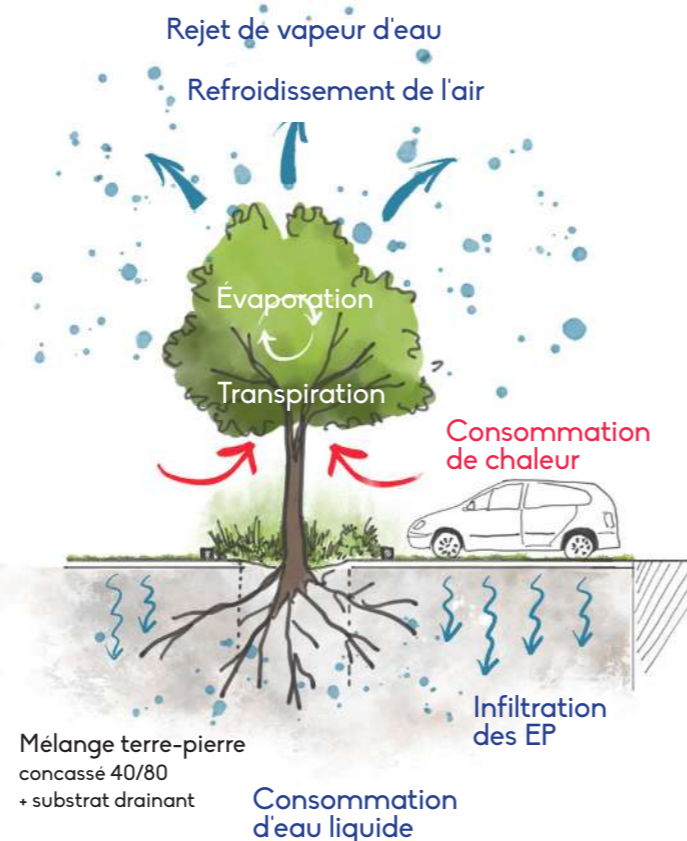 Rejet de vapeur d'eau
Refroidissement de l'air
Évaporation
Transpiration
Consommation
de chaleur
Infiltration
des EP
Mélange terre-pierre
concassé 40/80
+ substrat drainant
Consommation
d'eau liquide